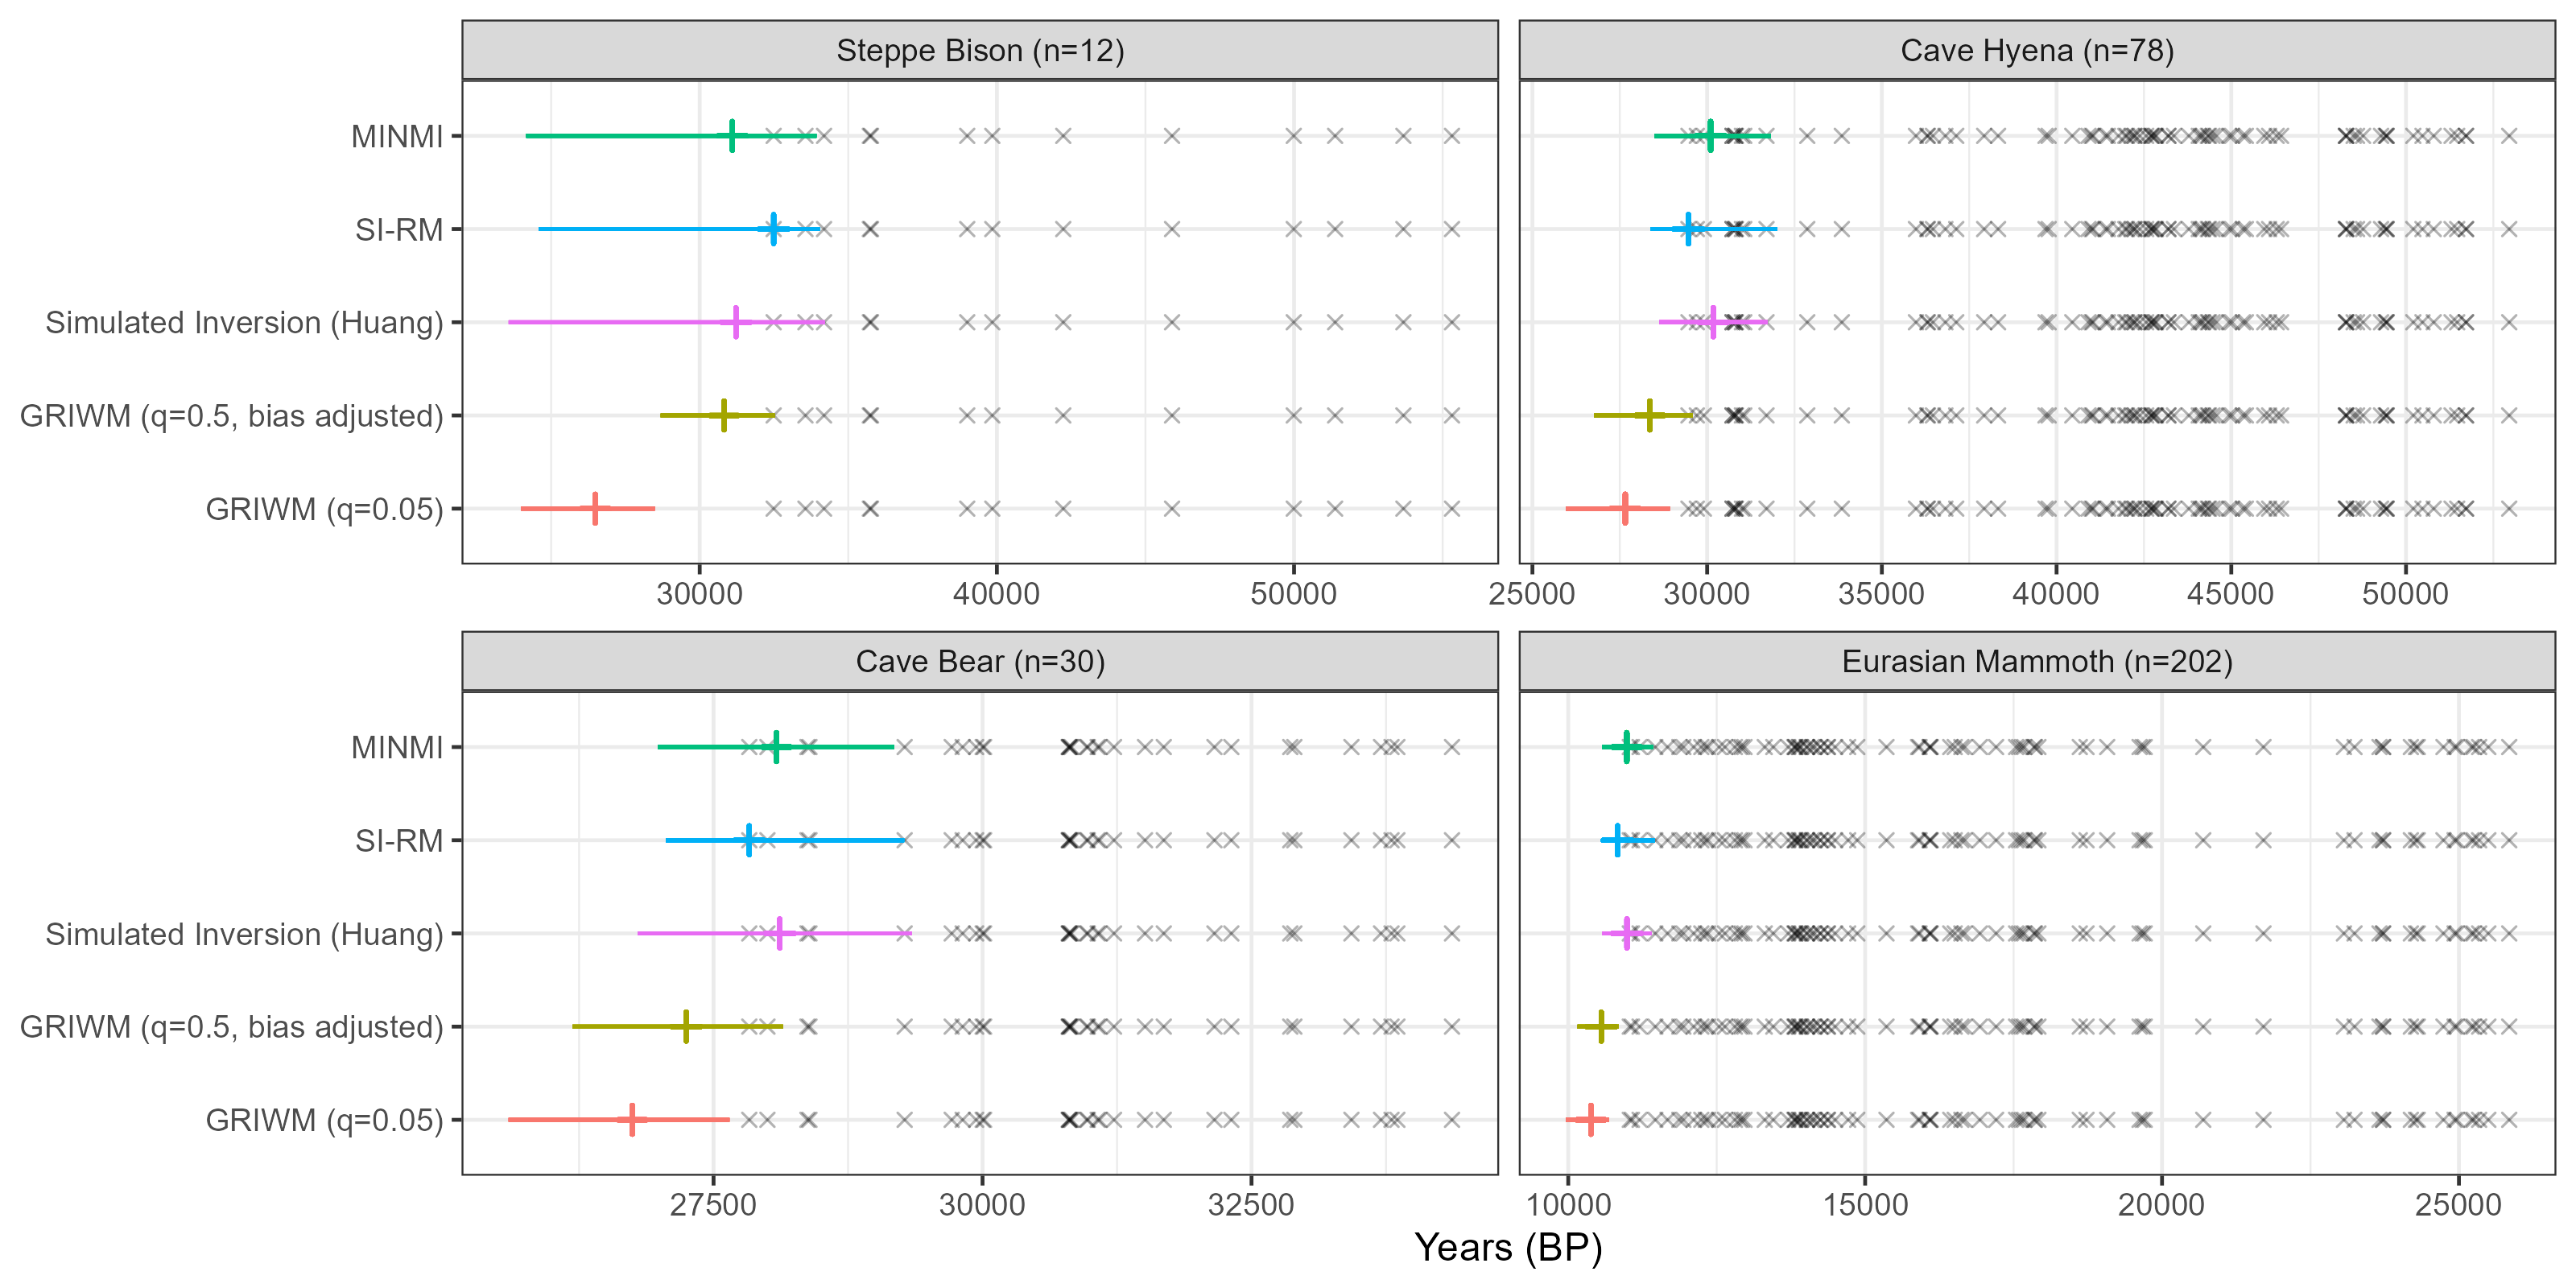 Steppe Bison (n=12)
Cave Hyena (n=78)
MINMI
SI-RM
Simulated Inversion (Huang)
GRIWM (q=0.5, bias adjusted)
GRIWM (q=0.05)
30000 40000 50000
25000 30000 35000 40000 45000 50000
Cave Bear (n=30)
Eurasian Mammoth (n=202)
MINMI
SI-RM
Simulated Inversion (Huang)
GRIWM (q=0.5, bias adjusted)
GRIWM (q=0.05)
27500 30000 32500
10000 15000 20000 25000
Years (BP)